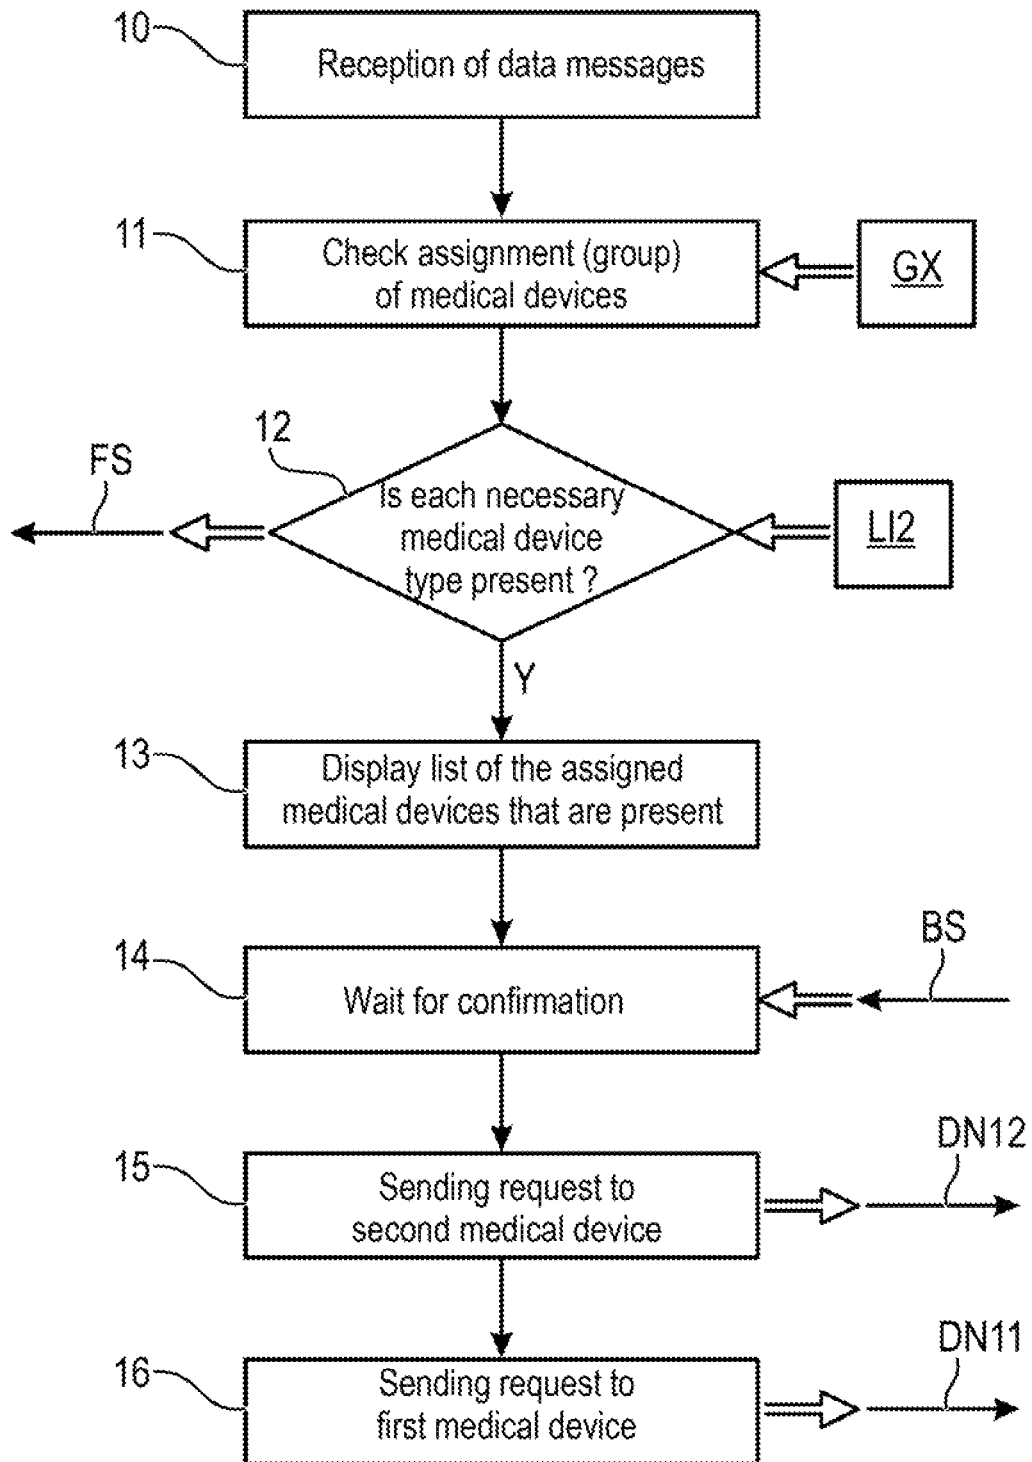 10
Reception of data messages
11
Check assignment (group)
of medical devices
GX
12
FS
Is each necessary
medical device
type present ?
LI2
Y
13
Display list of the assigned
medical devices that are present
14
Wait for confirmation
BS
15
Sending request to
second medical device
DN12
16
Sending request to
first medical device
DN11